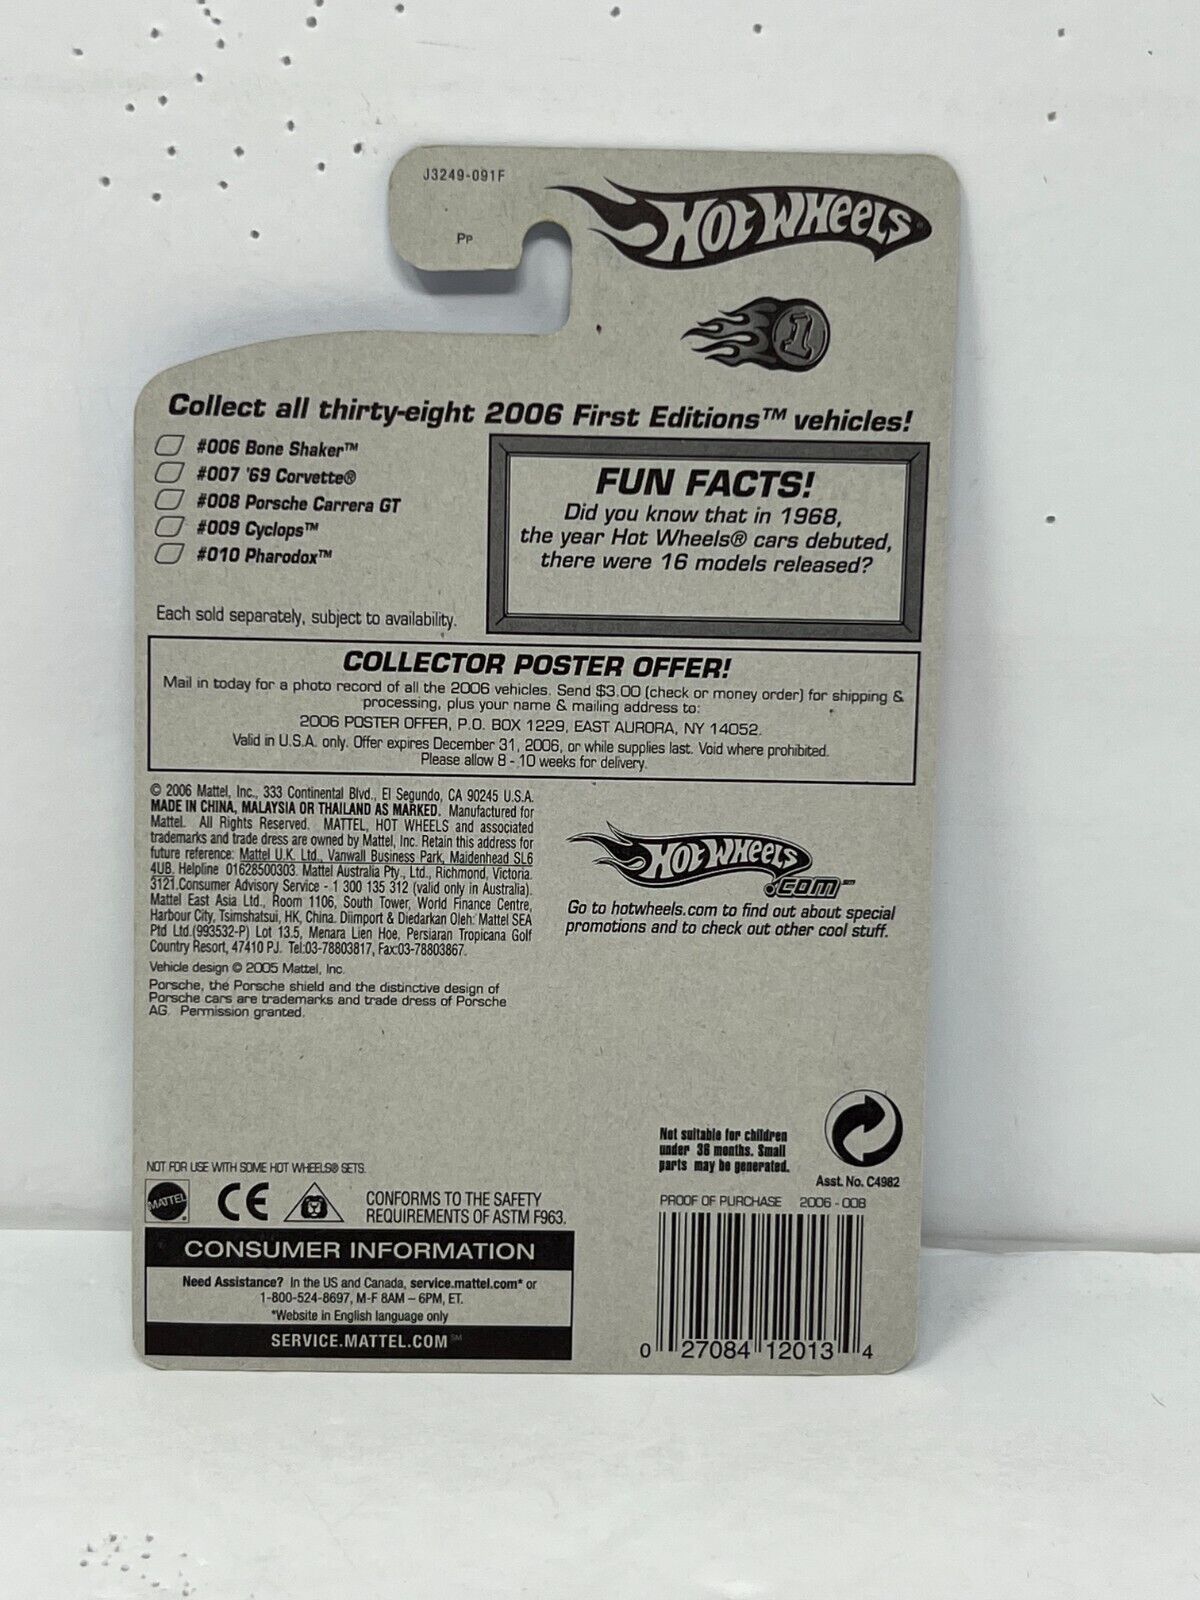 J3249-091F
PP
HOT WHEELS
1
Collect all thirty-eight 2006 First Editions™ vehicles!
#006 Bone Shaker™
#007 '69 Corvette®
#008 Porsche Carrera GT
#009 Cyclops™
#010 Pharodox™
Each sold separately, subject to availability.
FUN FACTS!
Did you know that in 1968,
the year Hot Wheels® cars debuted,
there were 16 models released?
COLLECTOR POSTER OFFER!
Mail in today for a photo record of all the 2006 vehicles. Send $3.00 (check or money order) for shipping &
processing, plus your name & mailing address to:
2006 POSTER OFFER, P.O. BOX 1229, EAST AURORA, NY 14052.
Valid in U.S.A. only. Offer expires December 31, 2006, or while supplies last. Void where prohibited.
Please allow 8 - 10 weeks for delivery.
© 2006 Mattel, Inc., 333 Continental Blvd., El Segundo, CA 90245 U.S.A.
MADE IN CHINA, MALAYSIA OR THAILAND AS MARKED. Manufactured for
Mattel. All Rights Reserved. MATTEL, HOT WHEELS and associated
trademarks and trade dress are owned by Mattel, Inc. Retain this address for
future reference: Mattel U.K. Ltd., Vanwall Business Park, Maidenhead SL6
4UB. Helpline 01628500303. Mattel Australia Pty., Ltd., Richmond, Victoria.
3121.Consumer Advisory Service - 1 300 135 312 (valid only in Australia).
Mattel East Asia Ltd., Room 1106, South Tower, World Finance Centre,
Harbour City, Tsimshatsui, HK, China. Diimport & Diedarkan Oleh: Mattel SEA
Ptd Ltd.(993532-P) Lot 13.5, Menara Lien Hoe, Persiaran Tropicana Golf
Country Resort, 47410 PJ. Tel:03-78803817, Fax:03-78803867.
Vehicle design © 2005 Mattel, Inc.
Porsche, the Porsche shield and the distinctive design of
Porsche cars are trademarks and trade dress of Porsche
AG. Permission granted.
HOT WHEELS
.COM™
Go to hotwheels.com to find out about special
promotions and to check out other cool stuff.
Not suitable for children
under 36 months. Small
parts may be generated.
Asst. No. C4982
NOT FOR USE WITH SOME HOT WHEELS® SETS.
MATTEL
CE
CONFORMS TO THE SAFETY
REQUIREMENTS OF ASTM F963.
CONSUMER INFORMATION
Need Assistance? In the US and Canada, service.mattel.com* or
1-800-524-8697, M-F 8AM – 6PM, ET.
*Website in English language only
SERVICE.MATTEL.COM℠
PROOF OF PURCHASE 2006 - 008
0 27084 12013 4